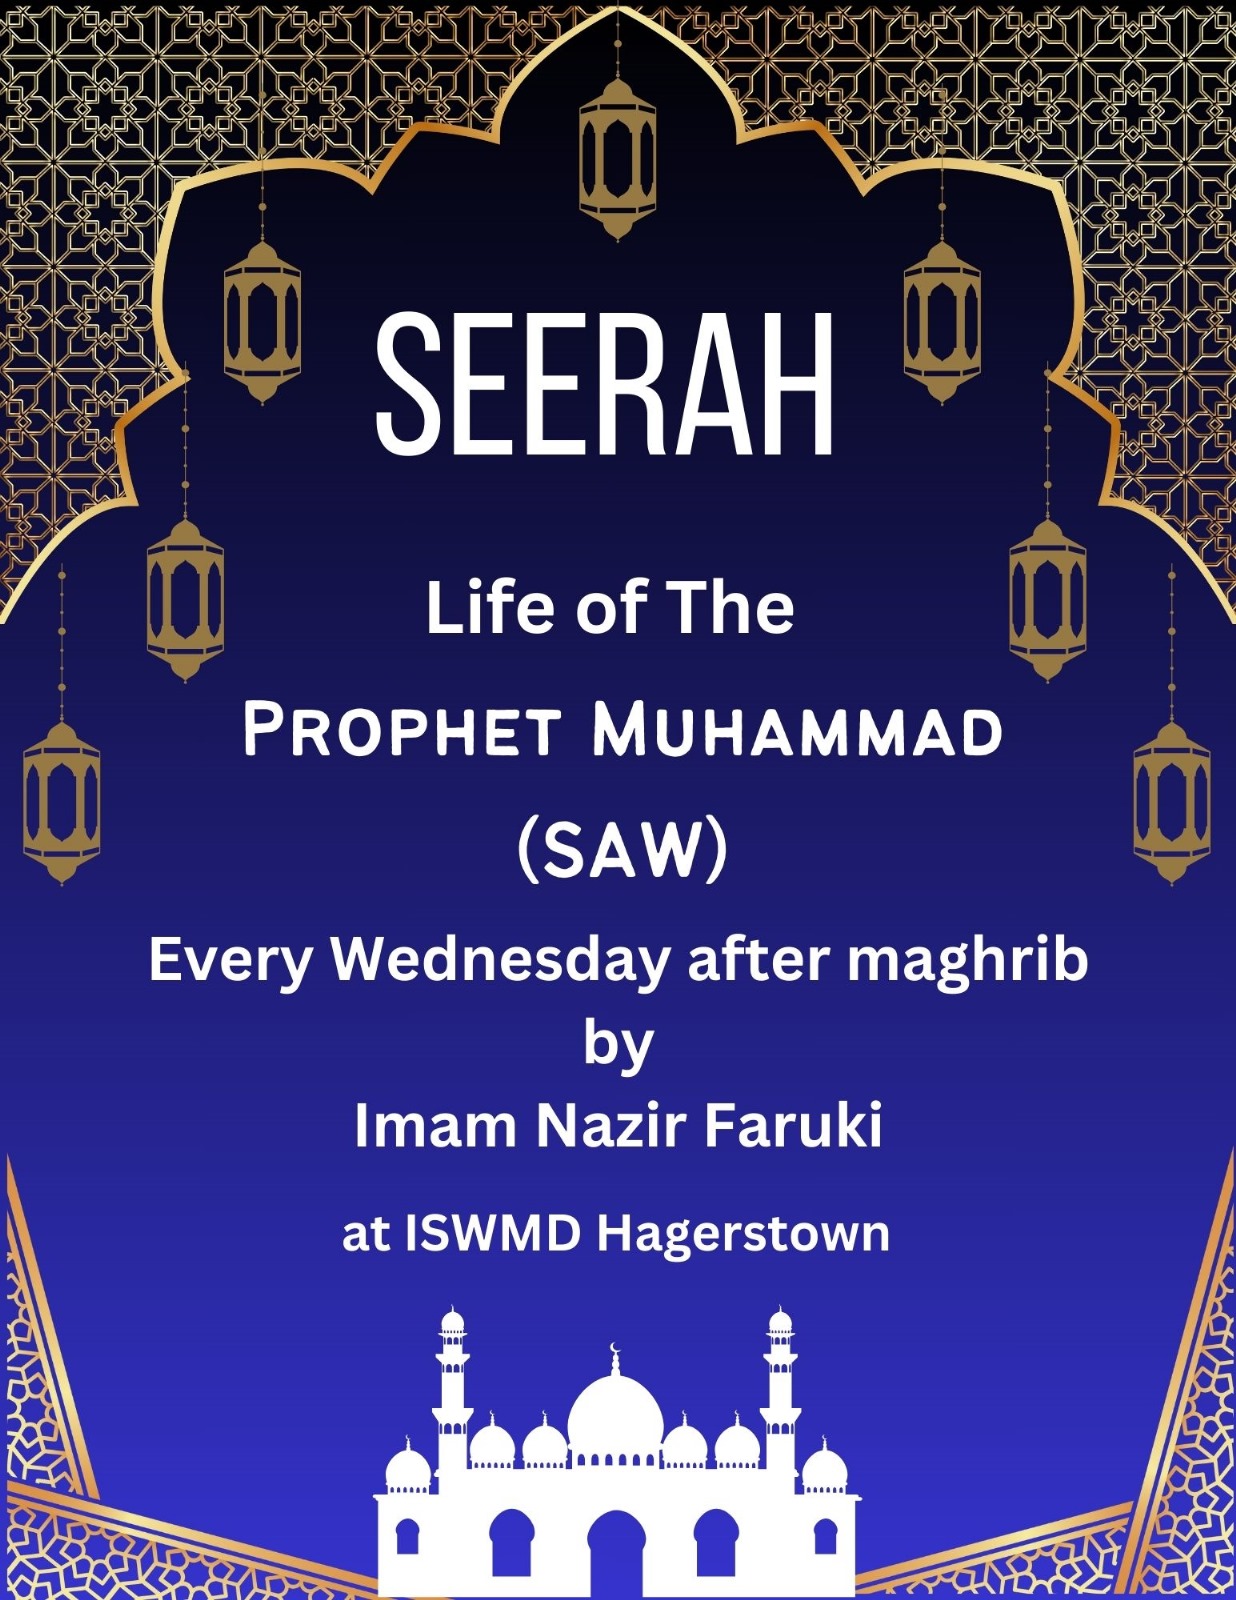 SEERAH
Life of The
PROPHET MUHAMMAD
(SAW)
Every Wednesday after maghrib
by
Imam Nazir Faruki
at ISWMD Hagerstown